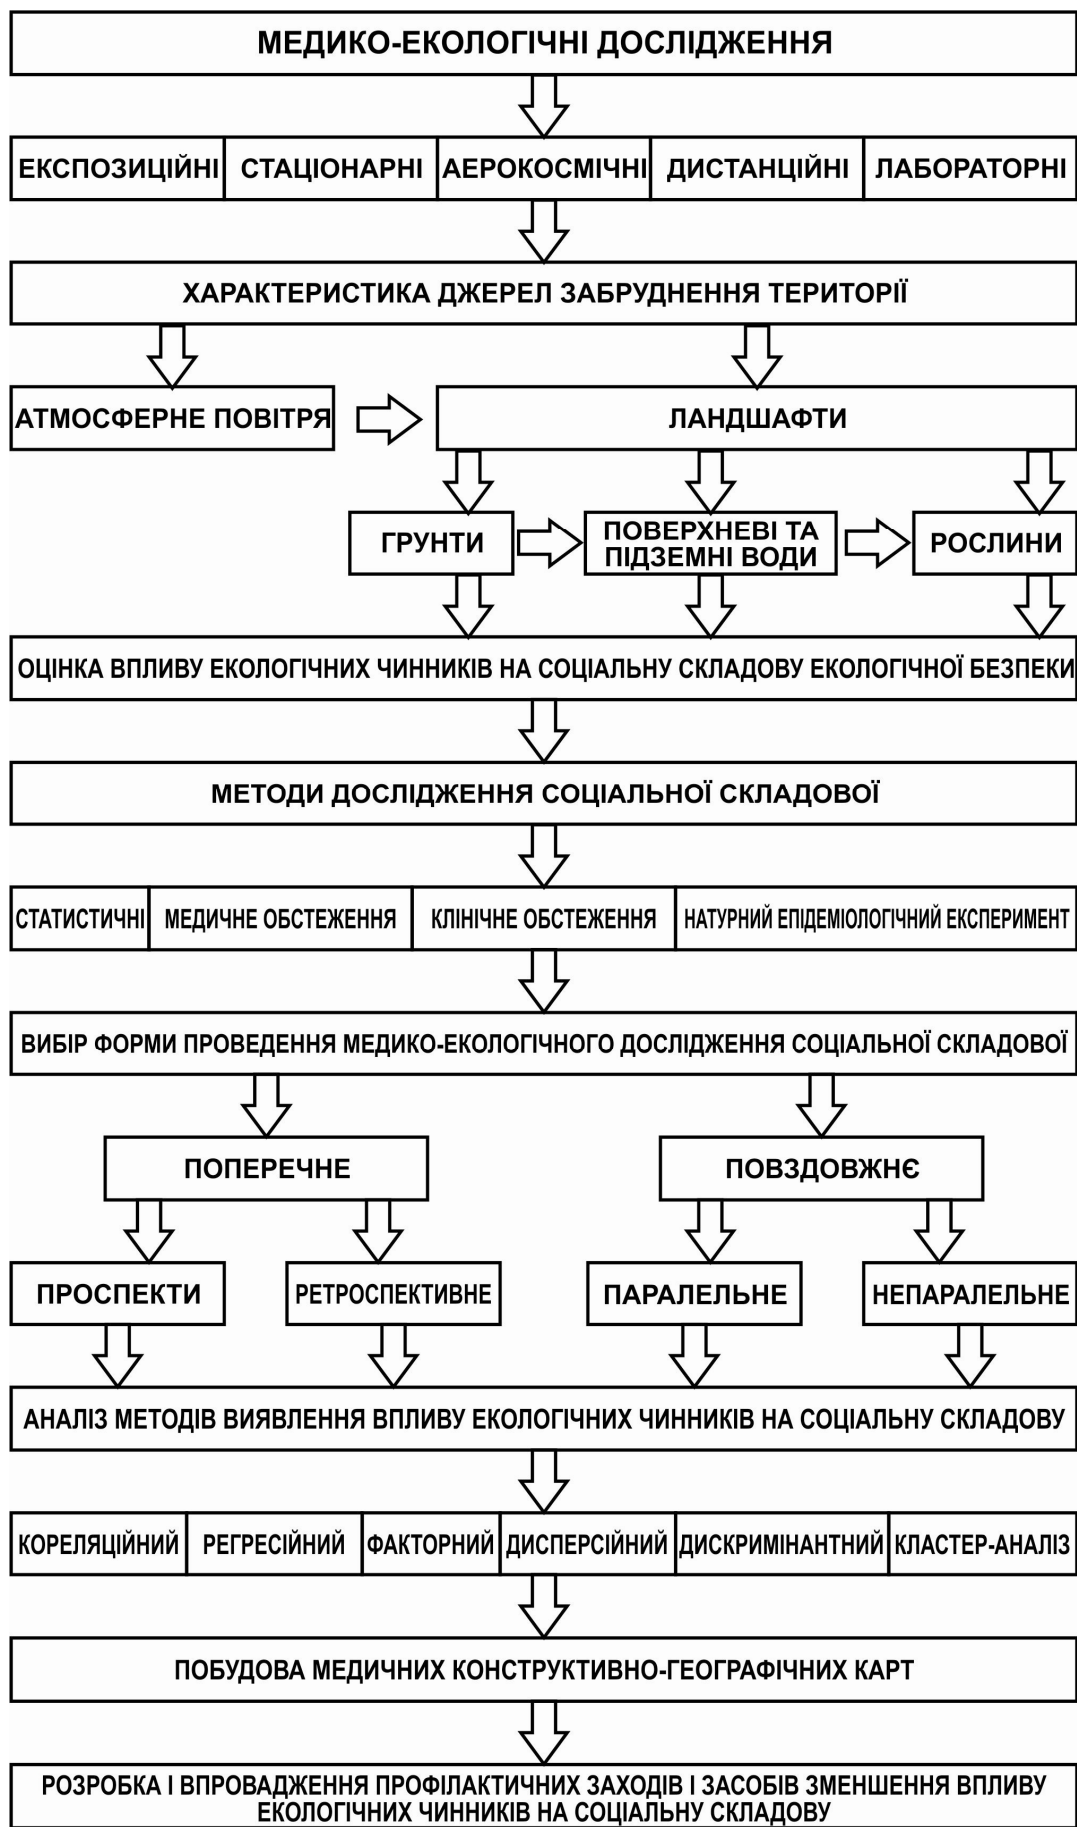 МЕДИКО-ЕКОЛОГІЧНІ ДОСЛІДЖЕННЯ
ЕКСПОЗИЦІЙНІ СТАЦІОНАРНІ АЕРОКОСМІЧНІ ДИСТАНЦІЙНІ ЛАБОРАТОРНІ
ХАРАКТЕРИСТИКА ДЖЕРЕЛ ЗАБРУДНЕННЯ ТЕРИТОРІЇ
АТМОСФЕРНЕ ПОВІТРЯ ЛАНДШАФТИ
ГРУНТИ
ПОВЕРХНЕВІ ТА
ПІДЗЕМНІ ВОДИ
РОСЛИНИ
ОЦІНКА ВПЛИВУ ЕКОЛОГІЧНИХ ЧИННИКІВ НА СОЦІАЛЬНУ СКЛАДОВУ ЕКОЛОГІЧНОЇ БЕЗПЕКИ
МЕТОДИ ДОСЛІДЖЕННЯ СОЦІАЛЬНОЇ СКЛАДОВОЇ
СТАТИСТИЧНІ МЕДИЧНЕ ОБСТЕЖЕННЯ КЛІНІЧНЕ ОБСТЕЖЕННЯ НАТУРНИЙ ЕПІДЕМІОЛОГІЧНИЙ ЕКСПЕРИМЕНТ
ВИБІР ФОРМИ ПРОВЕДЕННЯ МЕДИКО-ЕКОЛОГІЧНОГО ДОСЛІДЖЕННЯ СОЦІАЛЬНОЇ СКЛАДОВОЇ
ПОПЕРЕЧНЕ ПОВЗДОВЖНЄ
ПРОСПЕКТИ РЕТРОСПЕКТИВНЕ ПАРАЛЕЛЬНЕ НЕПАРАЛЕЛЬНЕ
АНАЛІЗ МЕТОДІВ ВИЯВЛЕННЯ ВПЛИВУ ЕКОЛОГІЧНИХ ЧИННИКІВ НА СОЦІАЛЬНУ СКЛАДОВУ
КОРЕЛЯЦІЙНИЙ РЕГРЕСІЙНИЙ ФАКТОРНИЙ ДИСПЕРСІЙНИЙ ДИСКРИМІНАНТНИЙ КЛАСТЕР-АНАЛІЗ
ПОБУДОВА МЕДИЧНИХ КОНСТРУКТИВНО-ГЕОГРАФІЧНИХ КАРТ
РОЗРОБКА І ВПРОВАДЖЕННЯ ПРОФІЛАКТИЧНИХ ЗАХОДІВ І ЗАСОБІВ ЗМЕНШЕННЯ ВПЛИВУ
ЕКОЛОГІЧНИХ ЧИННИКІВ НА СОЦІАЛЬНУ СКЛАДОВУ